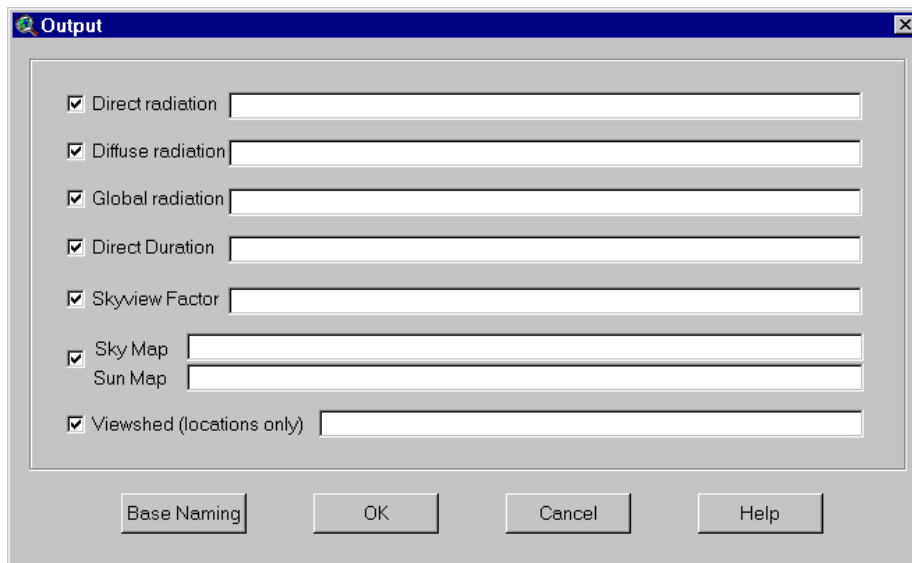 Output
Direct radiation
Diffuse radiation
Global radiation
Direct Duration
Skyview Factor
Sky Map
Sun Map
Viewshed (locations only)
Base Naming OK Cancel Help